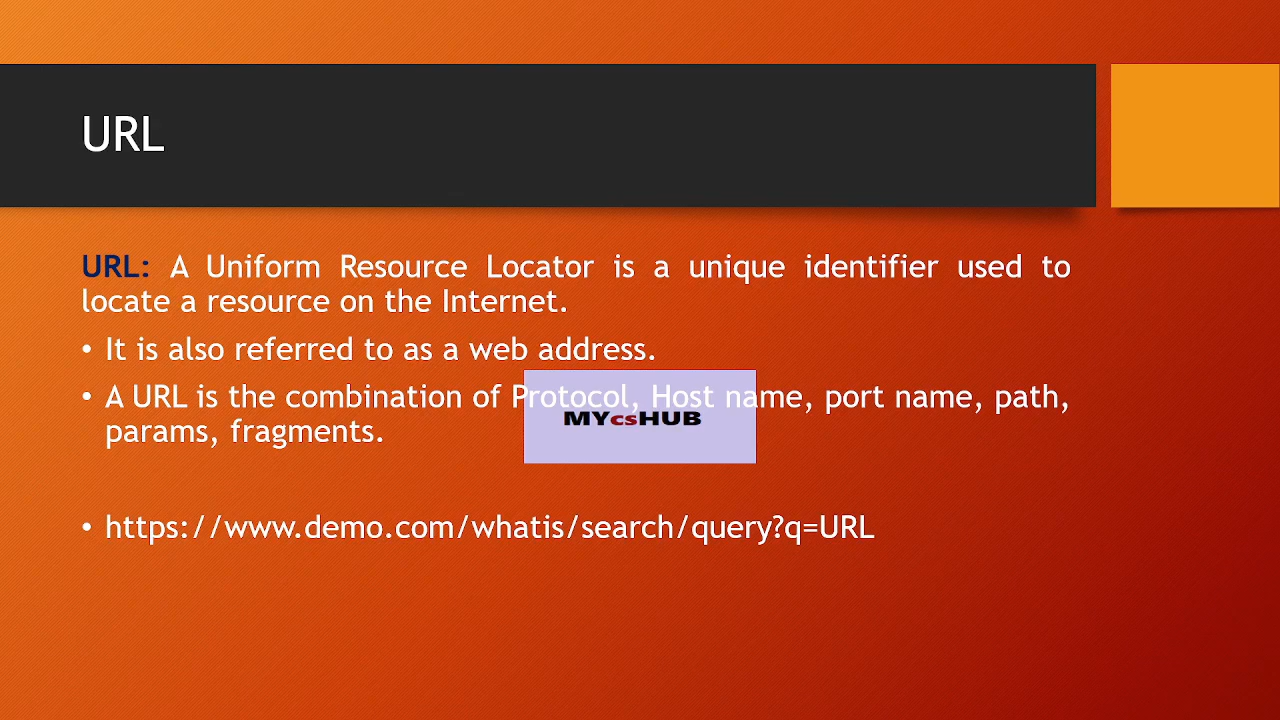 URL
URL: A Uniform Resource Locator is a unique identifier used to
locate a resource on the Internet.
• It is also referred to as a web address.
• A URL is the combination of Protocol, Host name, port name, path,
params, fragments.
MYcsHUB
• https://www.demo.com/whatis/search/query?q=URL